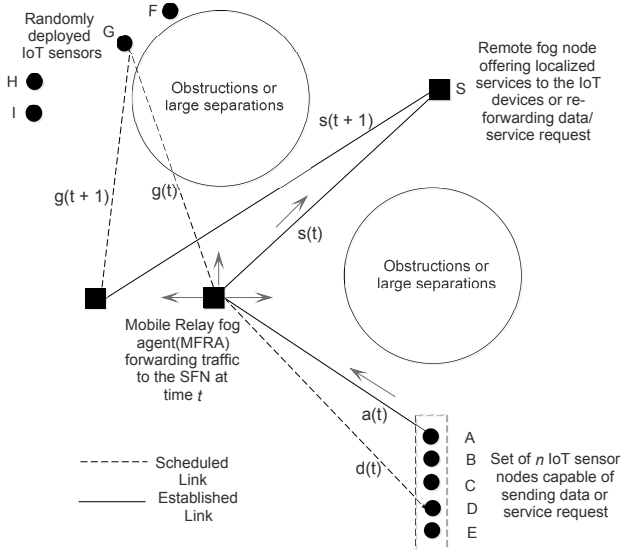 F
Randomly
deployed
IoT sensors
G
H
I
Obstructions or
large separations
Remote fog node
offering localized
services to the IoT
devices or re-
forwarding data/
service request
S
s(t + 1)
g(t + 1)
g(t)
s(t)
Obstructions or
large separations
Mobile Relay fog
agent(MFRA)
forwarding traffic
to the SFN at
time t
a(t)
d(t)
A
B
C
D
E
Set of n IoT sensor
nodes capable of
sending data or
service request
Scheduled
Link
Established
Link